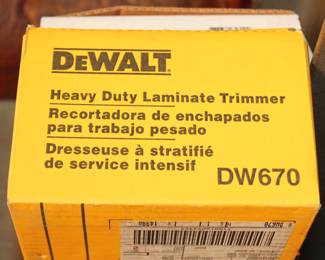 DEWALT
Heavy Duty Laminate Trimmer
Recortadora de enchapados
para trabajo pesado
Dresseuse à stratifié
de service intensif
DW670